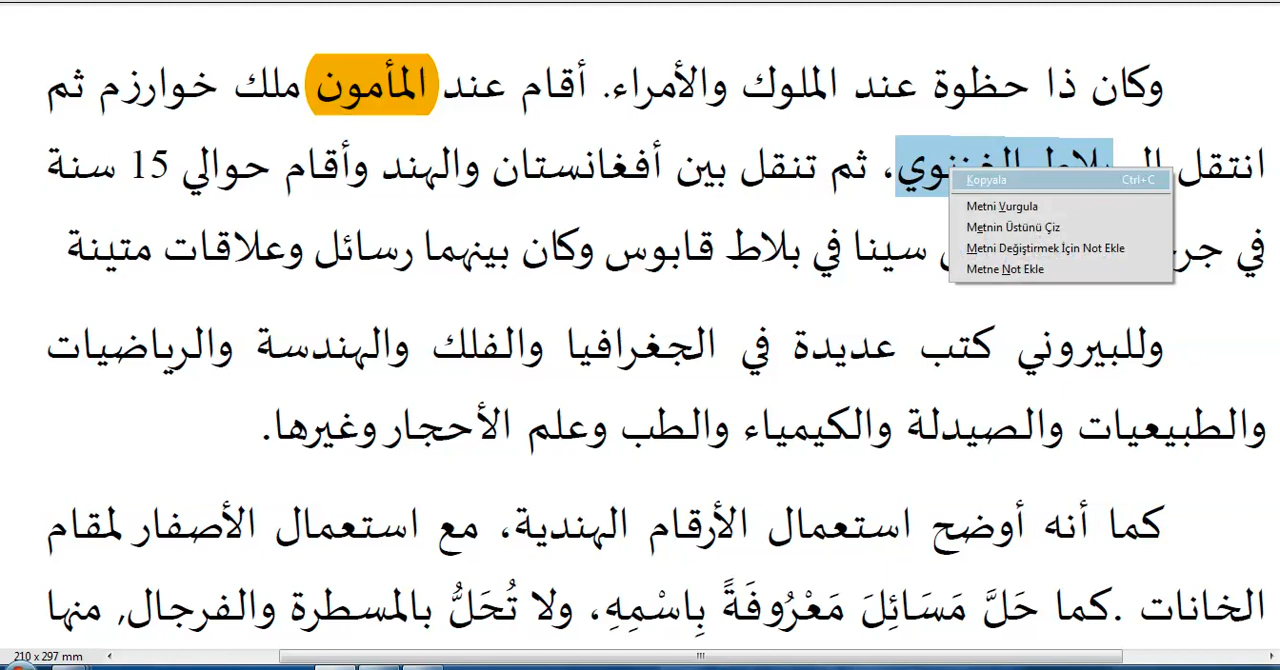 وكان ذا حظوة عند الملوك والأمراء. أقام عند المأمون ملك خوارزم ثم
انتقل بلاط الغزنوي، ثم تنقل بين أفغانستان والهند وأقام حوالي 15 سنة
Kopyala Ctrl+C
Metni Vurgula
Metnin Üstünü Çiz
Metni Değiştirmek İçin Not Ekle
Metne Not Ekle
في سينا في بلاط قابوس وكان بينهما رسائل وعلاقات متينة
وللبيروني كتب عديدة في الجغرافيا والفلك والهندسة والرياضيات
والطبيعيات والصيدلة والكيمياء والطب وعلم الأحجار وغيرها.
كما أنه أوضح استعمال الأرقام الهندية، مع استعمال الأصفار لمقام
الخانات .كما حَلَّ مَسَائِلَ مَعْرُوفَةً بِاسْمِهِ، ولا تُحَلُّ بالمسطرة والفرجال, منها
210 x 297 mm